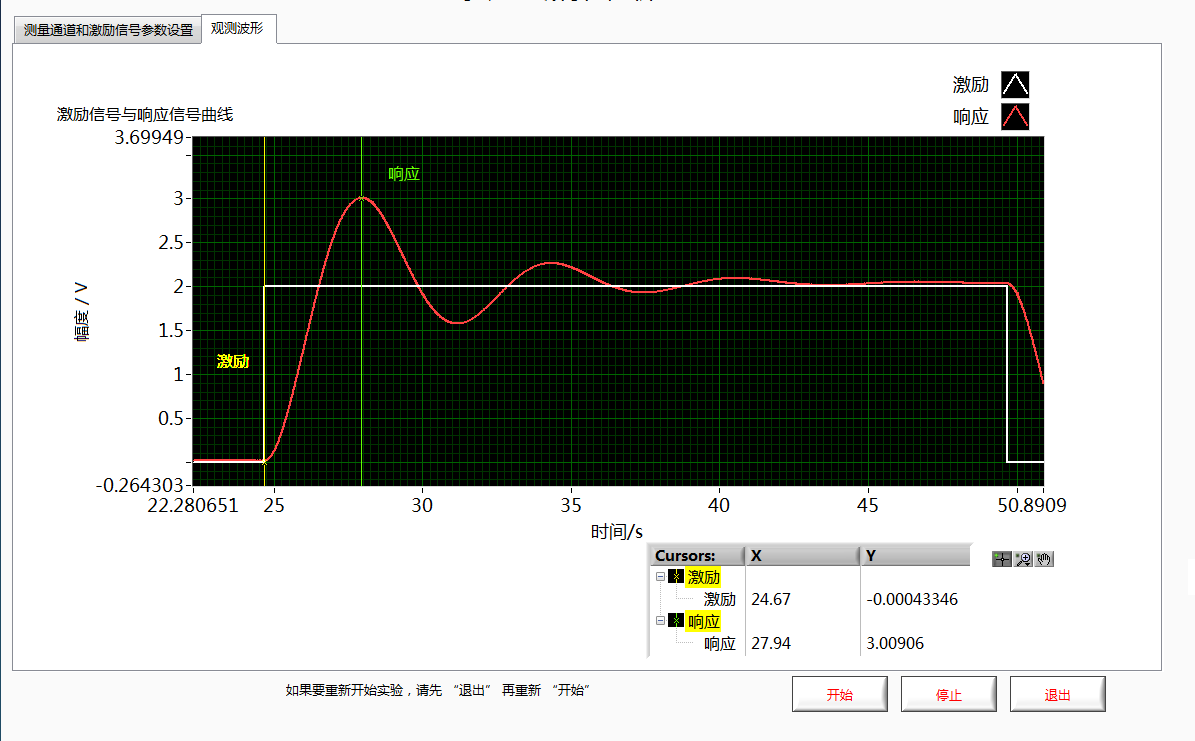 测量通道和激励信号参数设置 观测波形
激励
响应
激励信号与响应信号曲线
3.69949
3
2.5
2
1.5
1
0.5
-0.264303
幅度 / V
响应
激励
22.280651 25 30 35 40 45 50.8909
时间/s
Cursors: X Y
激励
激励 24.67 -0.00043346
响应
响应 27.94 3.00906
如果要重新开始实验，请先 “退出” 再重新 “开始”
开始 停止 退出